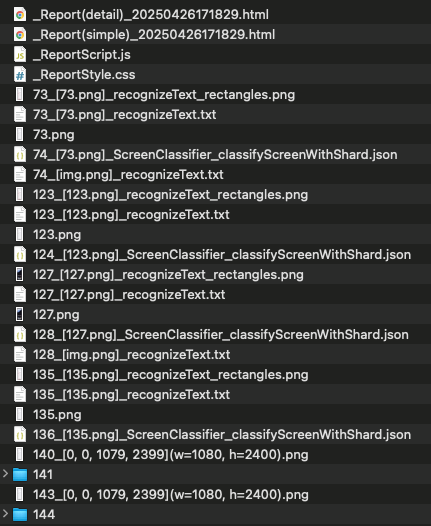 _Report(detail)_20250426171829.html
_Report(simple)_20250426171829.html
_ReportScript.js
_ReportStyle.css
73_[73.png]_recognizeText_rectangles.png
73_[73.png]_recognizeText.txt
73.png
74_[73.png]_ScreenClassifier_classifyScreenWithShard.json
74_[img.png]_recognizeText.txt
123_[123.png]_recognizeText_rectangles.png
123_[123.png]_recognizeText.txt
123.png
124_[123.png]_ScreenClassifier_classifyScreenWithShard.json
127_[127.png]_recognizeText_rectangles.png
127_[127.png]_recognizeText.txt
127.png
128_[127.png]_ScreenClassifier_classifyScreenWithShard.json
128_[img.png]_recognizeText.txt
135_[135.png]_recognizeText_rectangles.png
135_[135.png]_recognizeText.txt
135.png
136_[135.png]_ScreenClassifier_classifyScreenWithShard.json
140_[0, 0, 1079, 2399](w=1080, h=2400).png
141
143_[0, 0, 1079, 2399](w=1080, h=2400).png
144